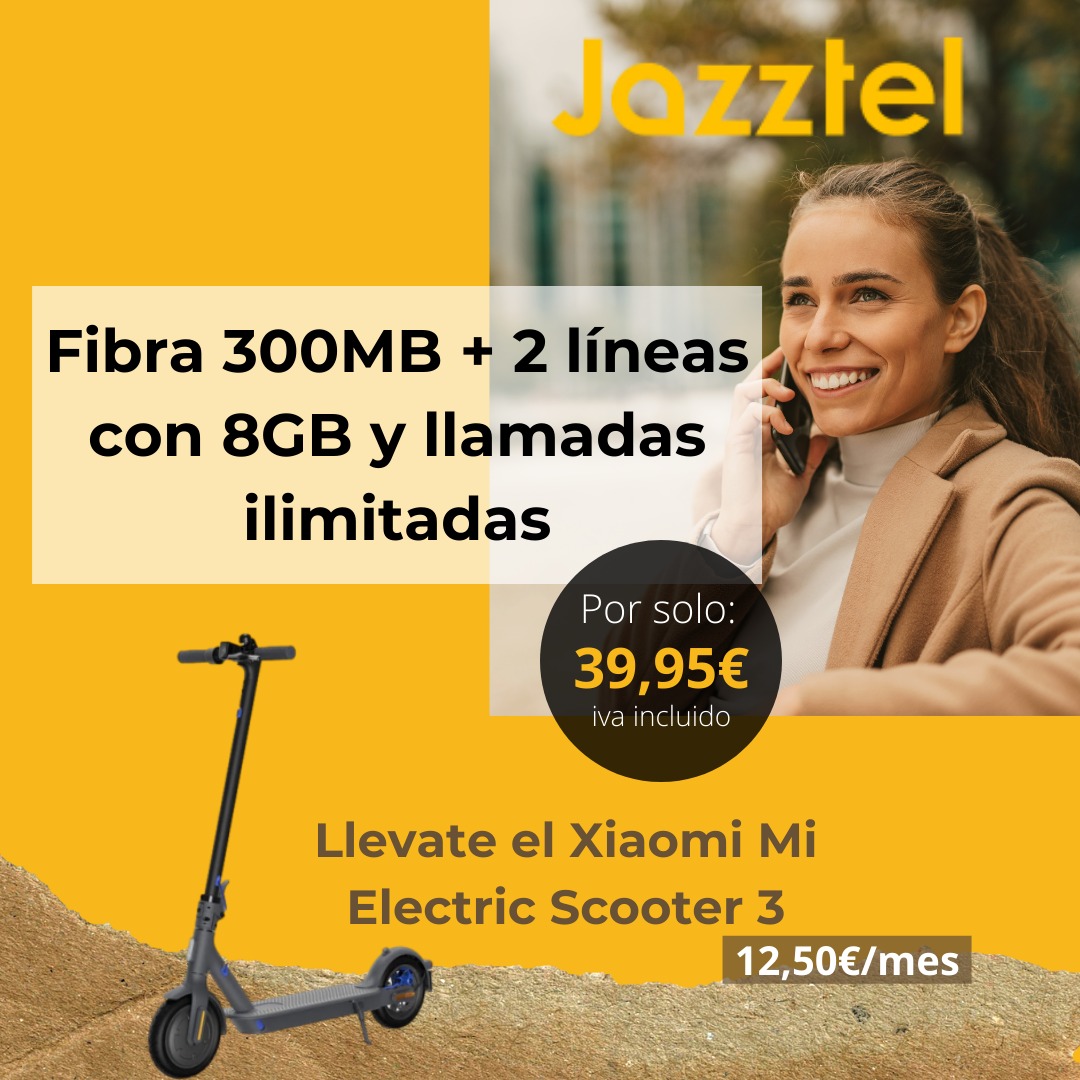 Jazztel
Fibra 300MB + 2 líneas
con 8GB y llamadas
ilimitadas
Por solo:
39,95€
iva incluido
Llevate el Xiaomi Mi
Electric Scooter 3
12,50€/mes